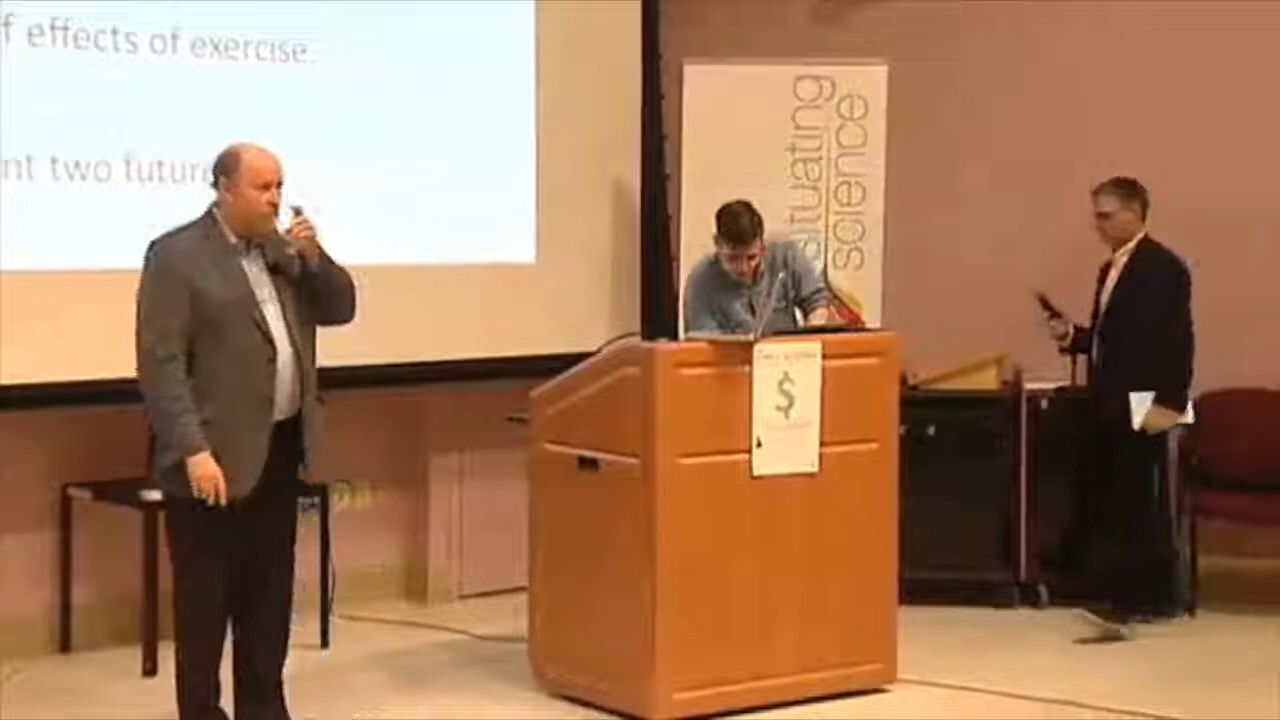 f effects of exercise.
nt two future
situating
science
$